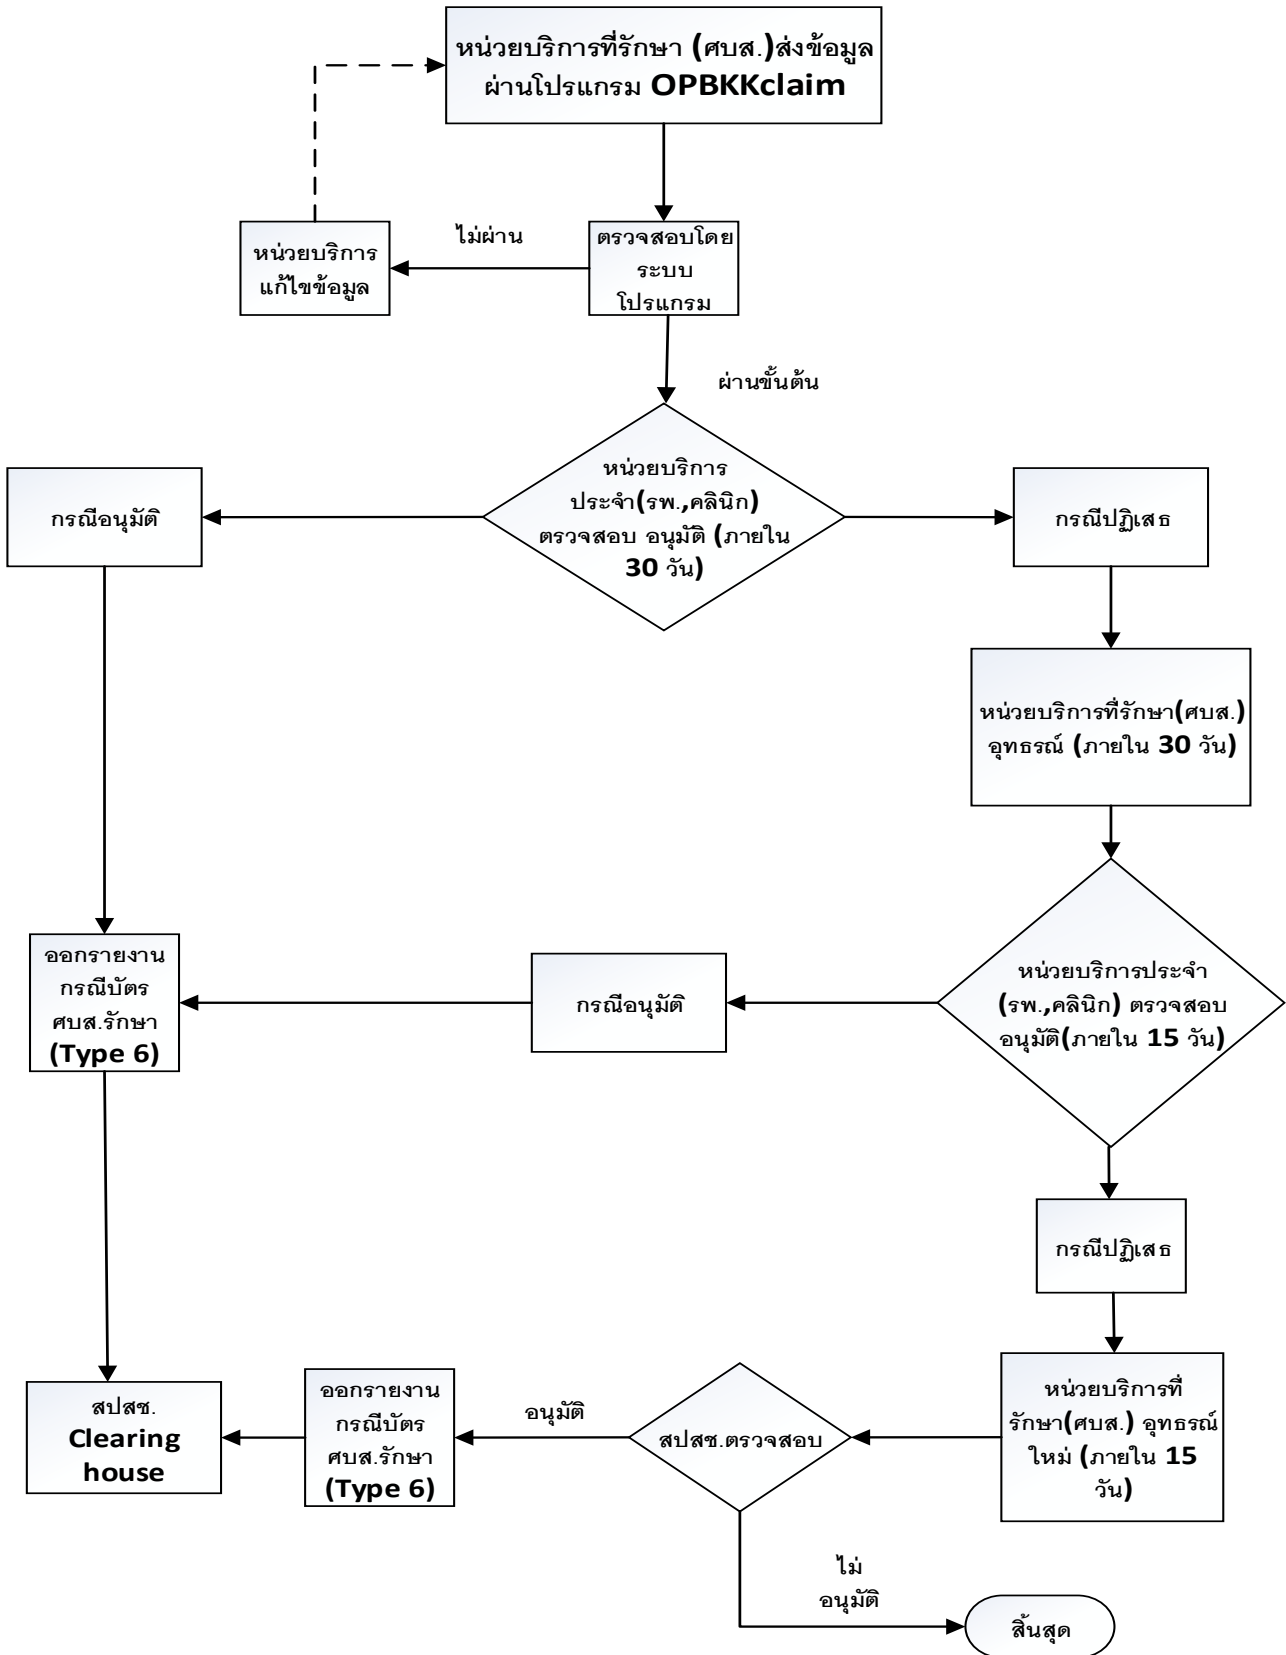 หน่วยบริการที่รักษา (ศบส.)ส่งข้อมูล
ผ่านโปรแกรม OPBKKclaim
ไม่ผ่าน
หน่วยบริการ
แก้ไขข้อมูล
ตรวจสอบโดย
ระบบ
โปรแกรม
ผ่านขั้นต้น
กรณีอนุมัติ
หน่วยบริการ
ประจำ(รพ.,คลินิก)
ตรวจสอบ อนุมัติ (ภายใน
30 วัน)
กรณีปฏิเสธ
หน่วยบริการที่รักษา(ศบส.)
อุทธรณ์ (ภายใน 30 วัน)
ออกรายงาน
กรณีบัตร
ศบส.รักษา
(Type 6)
กรณีอนุมัติ
หน่วยบริการประจำ
(รพ.,คลินิก) ตรวจสอบ
อนุมัติ(ภายใน 15 วัน)
กรณีปฏิเสธ
สปสช.
Clearing
house
ออกรายงาน
กรณีบัตร
ศบส.รักษา
(Type 6)
อนุมัติ
สปสช.ตรวจสอบ
หน่วยบริการที่
รักษา(ศบส.) อุทธรณ์
ใหม่ (ภายใน 15
วัน)
ไม่
อนุมัติ
สิ้นสุด